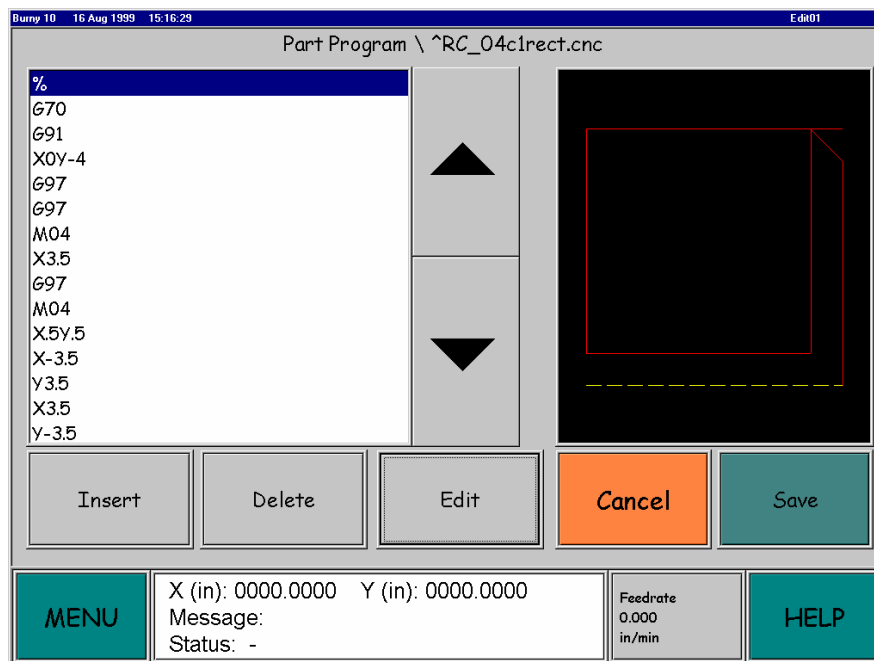 Burny 10 16 Aug 1999 15:16:29 Edit01
Part Program \ ^RC_04c1rect.cnc
%
G70
G91
X0Y-4
G97
G97
M04
X3.5
G97
M04
X.5Y.5
X-3.5
Y3.5
X3.5
Y-3.5
Insert
Delete
Edit
Cancel
Save
MENU
X (in): 0000.0000 Y (in): 0000.0000
Message:
Status: -
Feedrate
0.000
in/min
HELP